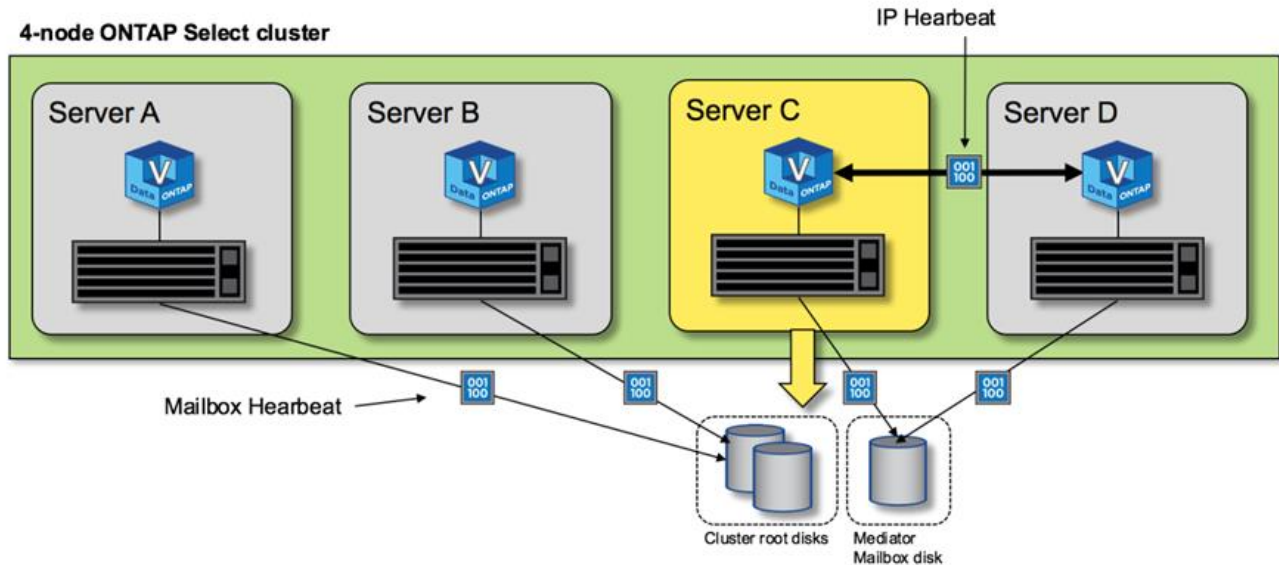 IP Hearbeat
4-node ONTAP Select cluster
Server A
Server B
Server C
Server D
V
Data ONTAP
V
Data ONTAP
V
Data ONTAP
V
Data ONTAP
001
100
001
100
001
100
001
100
001
100
Mailbox Hearbeat
Cluster root disks
Mediator
Mailbox disk